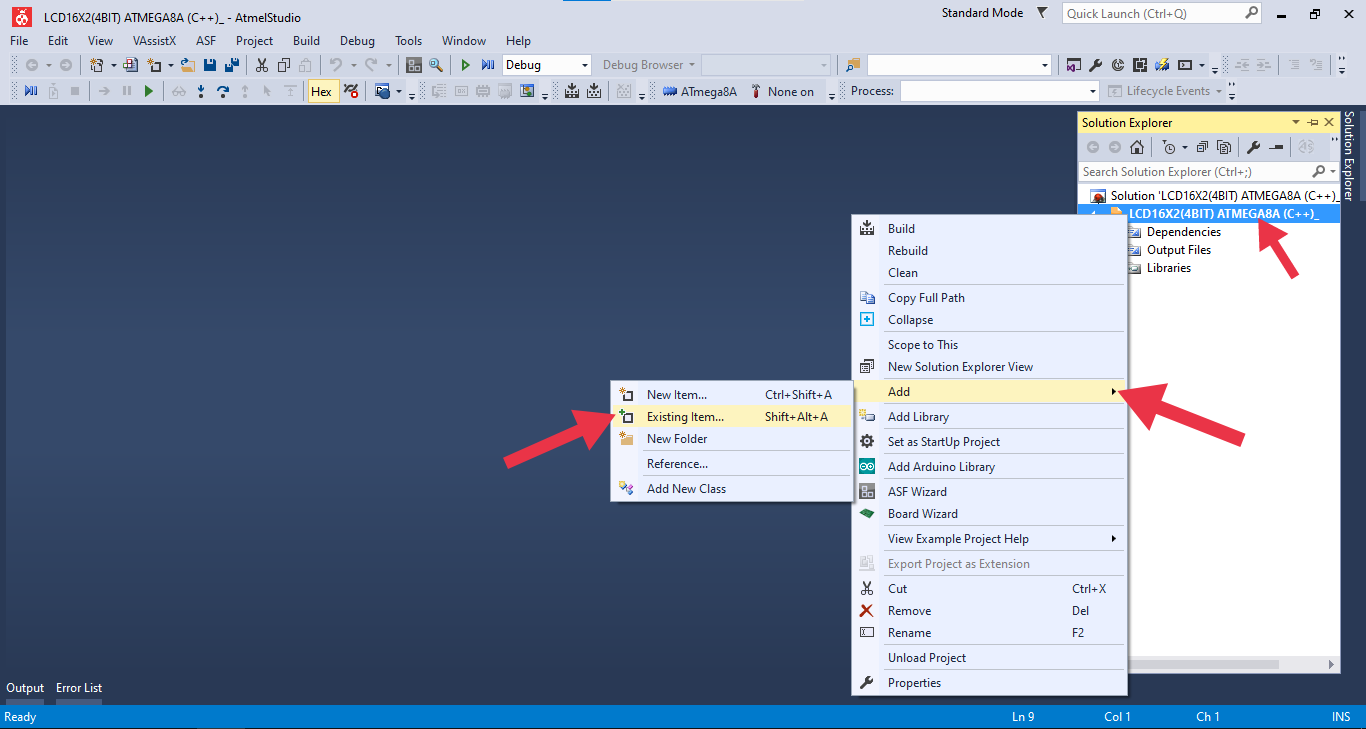 LCD16X2(4BIT) ATMEGA8A (C++)_ - AtmelStudio
Standard Mode
Quick Launch (Ctrl+Q)
File Edit View VAssistX ASF Project Build Debug Tools Window Help
Debug
Debug Browser
Hex
ATmega8A
None on
Process:
Lifecycle Events
Solution Explorer
Search Solution Explorer (Ctrl+;)
Solution 'LCD16X2(4BIT) ATMEGA8A (C++)_
LCD16X2(4BIT) ATMEGA8A (C++)_
Dependencies
Output Files
Libraries
Solution Explorer
Build
Rebuild
Clean
Copy Full Path
Collapse
Scope to This
New Solution Explorer View
Add
Add Library
Set as StartUp Project
Add Arduino Library
ASF Wizard
Board Wizard
View Example Project Help
Export Project as Extension
Cut Ctrl+X
Remove Del
Rename F2
Unload Project
Properties
New Item... Ctrl+Shift+A
Existing Item... Shift+Alt+A
New Folder
Reference...
Add New Class
Output Error List
Ready Ln 9 Col 1 Ch 1 INS